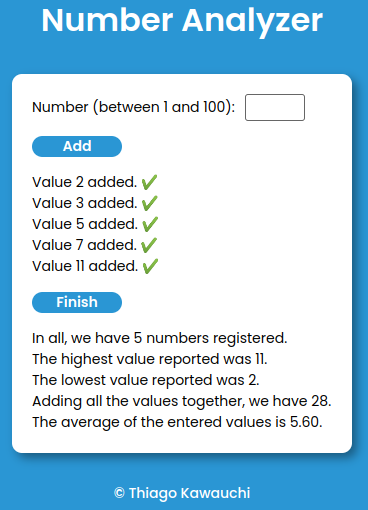 Number Analyzer
Number (between 1 and 100):
Add
Value 2 added. ✔
Value 3 added. ✔
Value 5 added. ✔
Value 7 added. ✔
Value 11 added. ✔
Finish
In all, we have 5 numbers registered.
The highest value reported was 11.
The lowest value reported was 2.
Adding all the values together, we have 28.
The average of the entered values is 5.60.
© Thiago Kawauchi